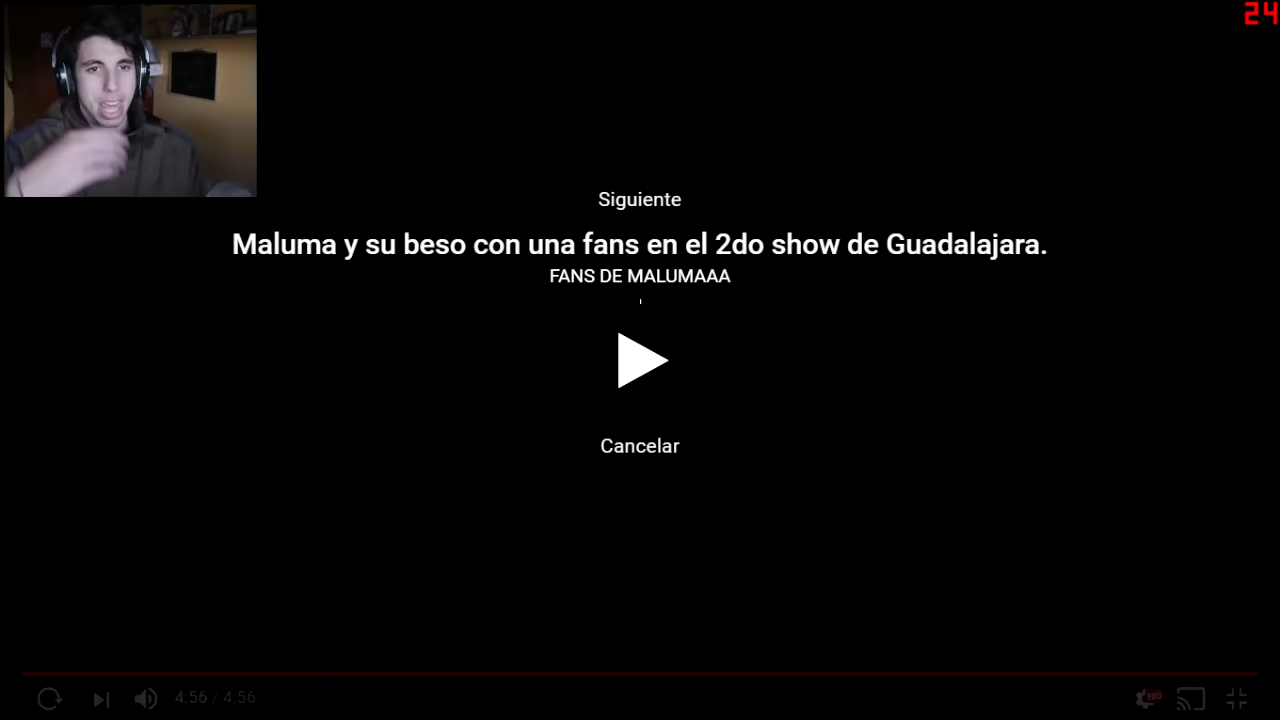 24
Siguiente
Maluma y su beso con una fans en el 2do show de Guadalajara.
FANS DE MALUMAAA
Cancelar
4:56 / 4:56
HD